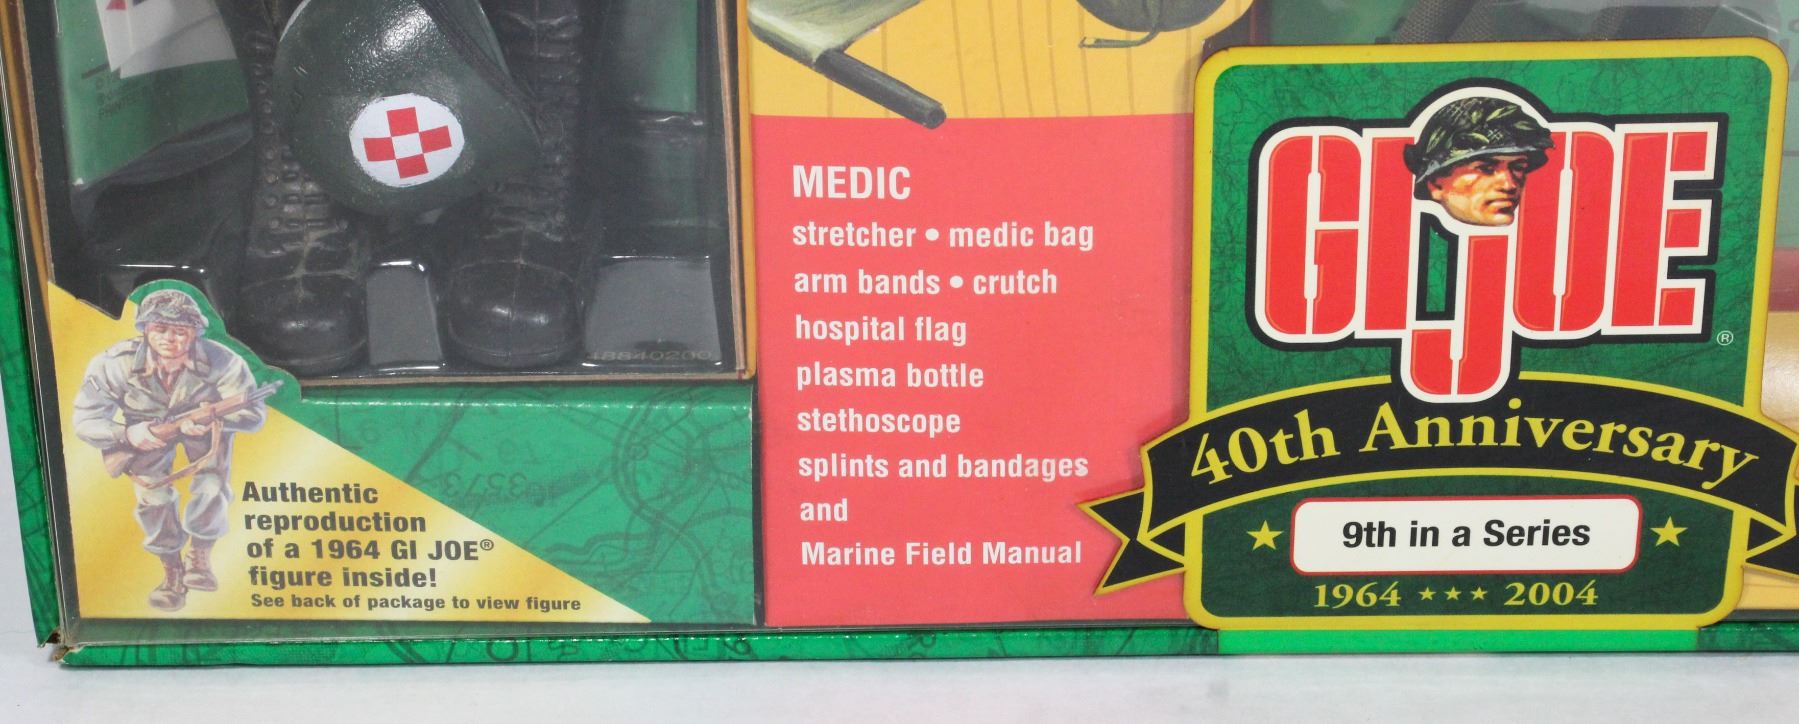 MEDIC
stretcher • medic bag
arm bands • crutch
hospital flag
plasma bottle
stethoscope
splints and bandages
and
Marine Field Manual
GI JOE®
40th Anniversary
9th in a Series
1964 ★★★ 2004
Authentic
reproduction
of a 1964 GI JOE®
figure inside!
See back of package to view figure